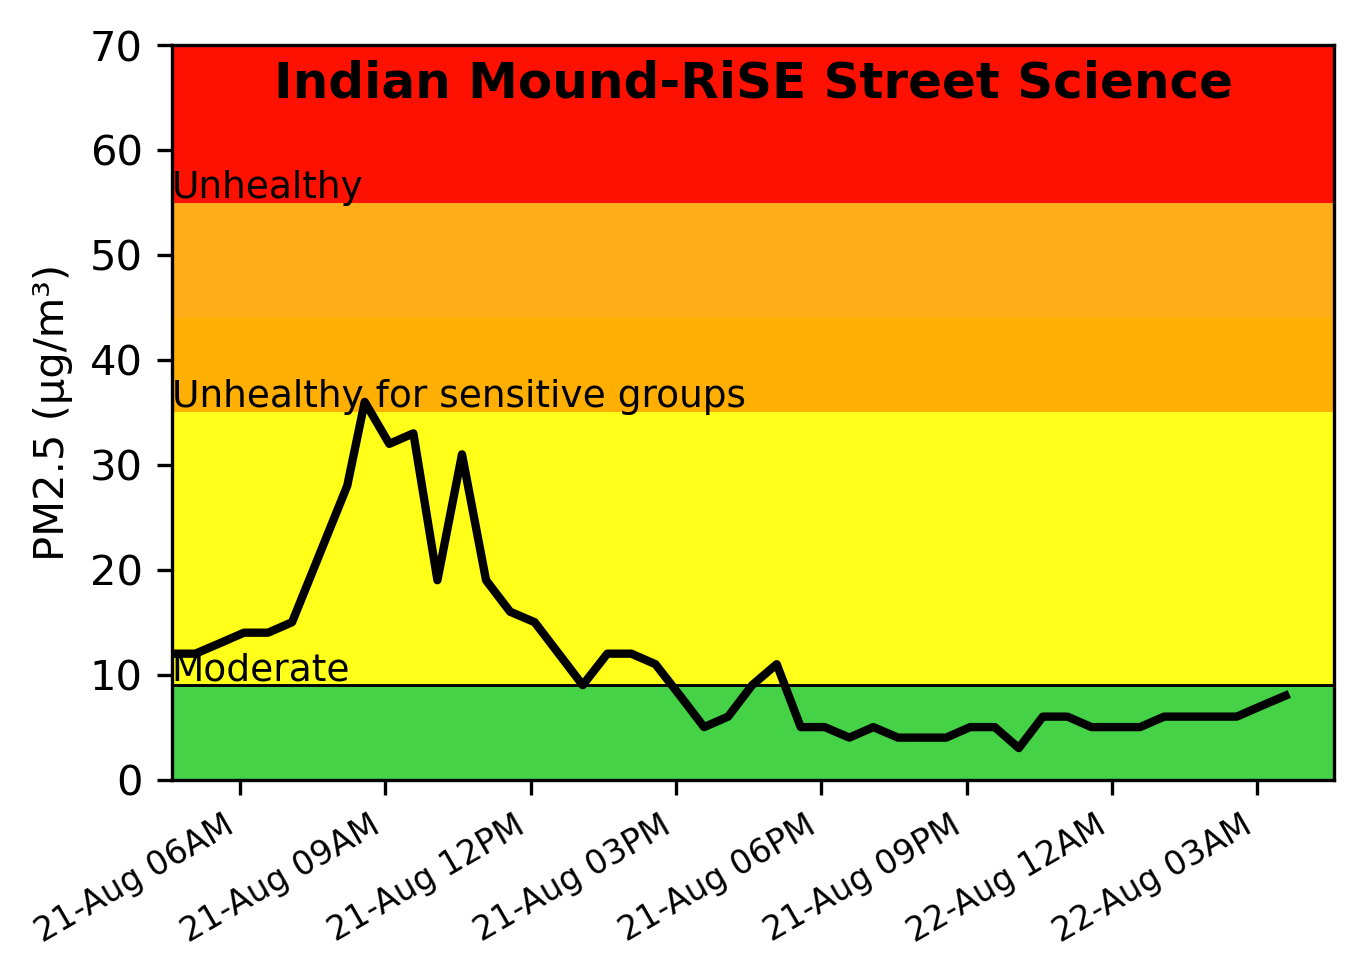 Indian Mound-RiSE Street Science
PM2.5 (µg/m³)
70
60
50
40
30
20
10
0
Unhealthy
Unhealthy for sensitive groups
Moderate
21-Aug 06AM
21-Aug 09AM
21-Aug 12PM
21-Aug 03PM
21-Aug 06PM
21-Aug 09PM
22-Aug 12AM
22-Aug 03AM